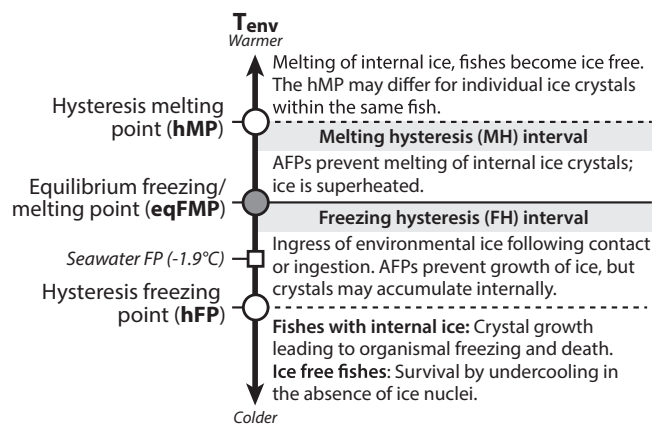 T_env
Warmer
Melting of internal ice, fishes become ice free.
The hMP may differ for individual ice crystals
within the same fish.
Hysteresis melting
point (hMP)
Melting hysteresis (MH) interval
AFPs prevent melting of internal ice crystals;
ice is superheated.
Equilibrium freezing/
melting point (eqFMP)
Freezing hysteresis (FH) interval
Ingress of environmental ice following contact
or ingestion. AFPs prevent growth of ice, but
crystals may accumulate internally.
Seawater FP (-1.9°C)
Hysteresis freezing
point (hFP)
Fishes with internal ice: Crystal growth
leading to organismal freezing and death.
Ice free fishes: Survival by undercooling in
the absence of ice nuclei.
Colder